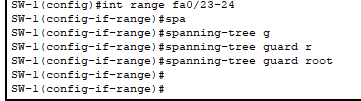 SW-1(config)#int range fa0/23-24
SW-1(config-if-range)#spa
SW-1(config-if-range)#spanning-tree g
SW-1(config-if-range)#spanning-tree guard r
SW-1(config-if-range)#spanning-tree guard root
SW-1(config-if-range)#
SW-1(config-if-range)#